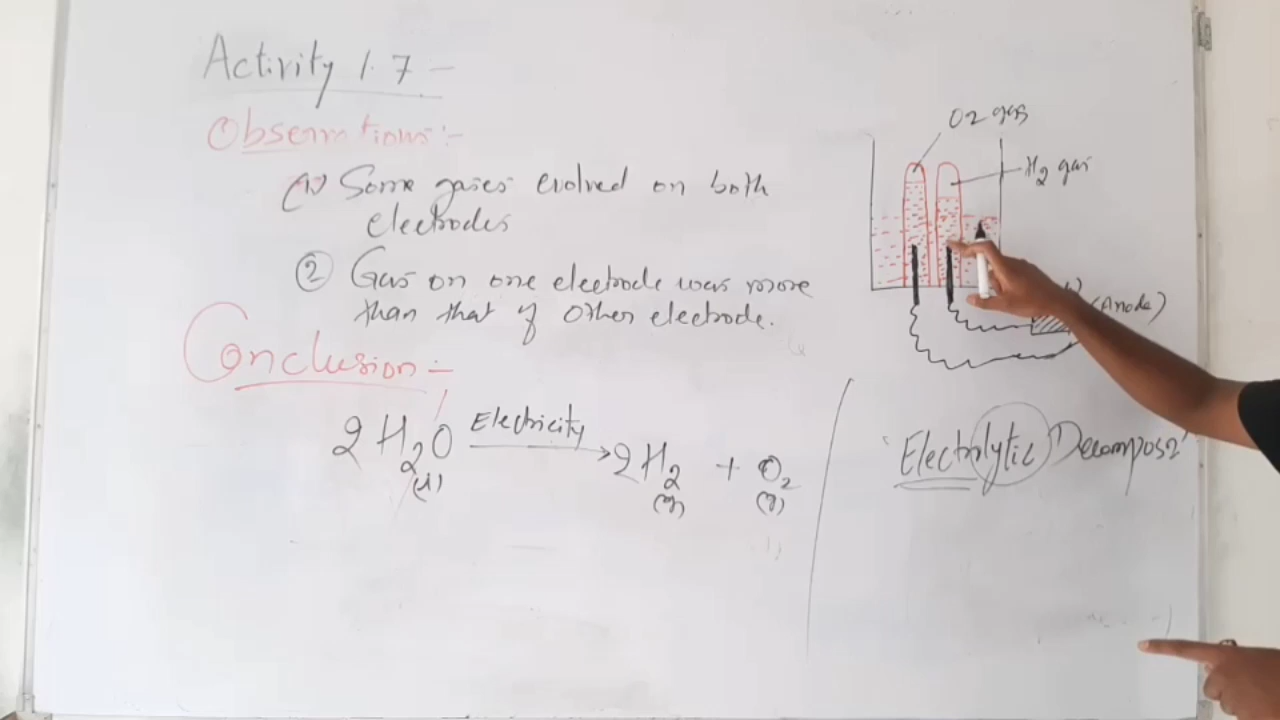 Activity 1.7 -
Observations:-
(1) Some gases evolved on both
electrodes
② Gas on one electrode was more
than that of other electrode.
Conclusion :-
2H₂O(l) Electricity → 2H₂(g) + O₂(g)
O2 gas
H2 gas
(Anode)
Electrolytic